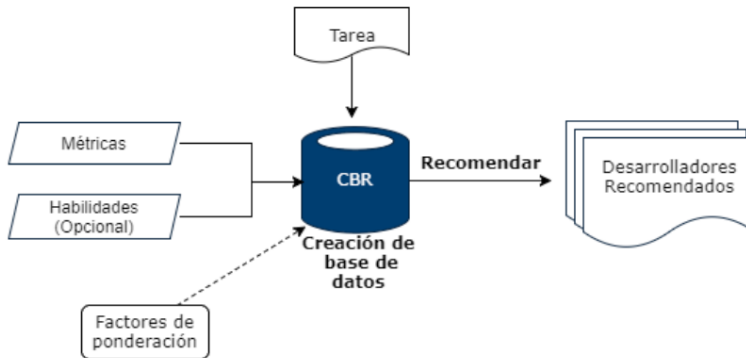 Tarea
Métricas
Habilidades
(Opcional)
CBR
Recomendar
Desarrolladores
Recomendados
Creación de
base de
datos
Factores de
ponderación